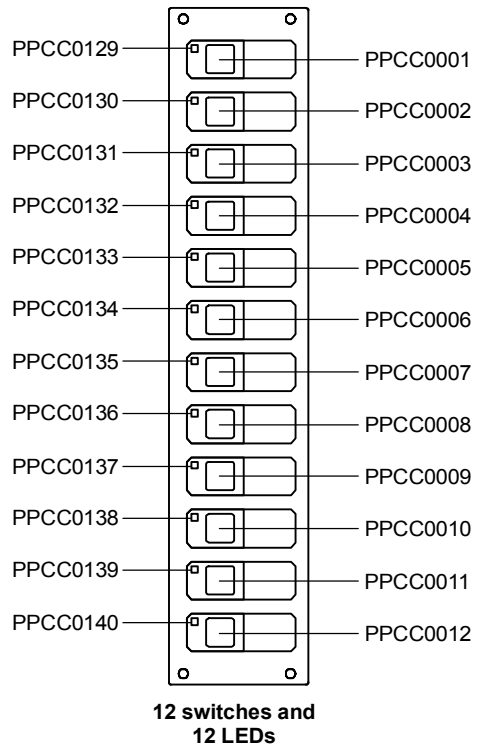 PPCC0129
PPCC0001
PPCC0130
PPCC0002
PPCC0131
PPCC0003
PPCC0132
PPCC0004
PPCC0133
PPCC0005
PPCC0134
PPCC0006
PPCC0135
PPCC0007
PPCC0136
PPCC0008
PPCC0137
PPCC0009
PPCC0138
PPCC0010
PPCC0139
PPCC0011
PPCC0140
PPCC0012
12 switches and
12 LEDs